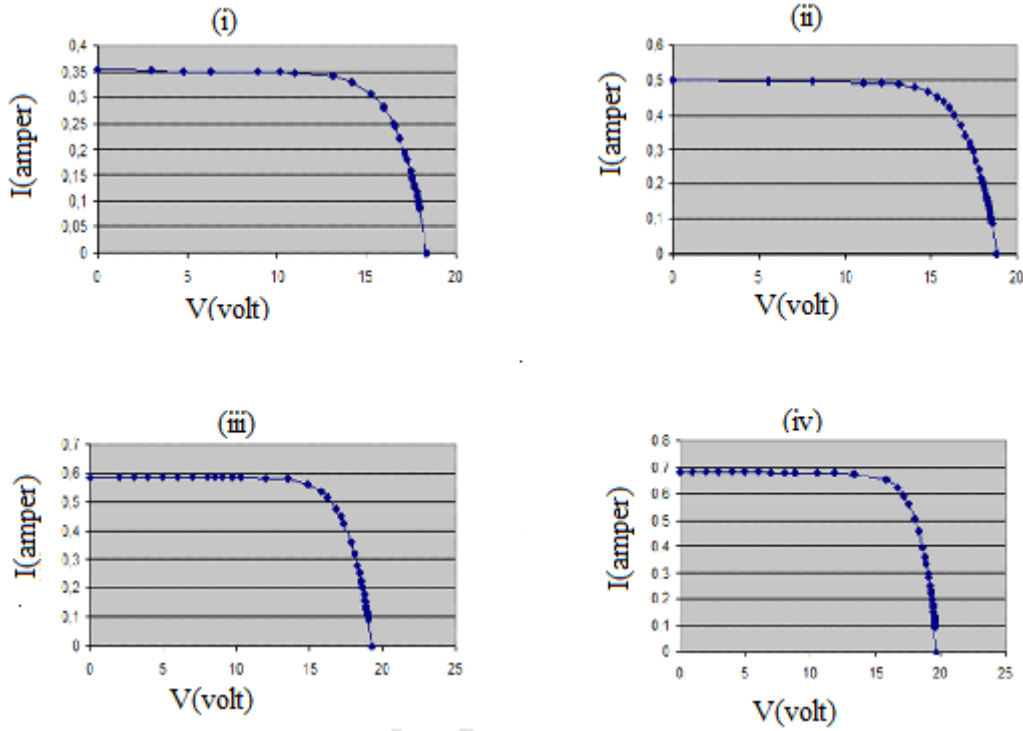 (i)
0,4
0,35
0,3
0,25
0,2
0,15
0,1
0,05
0
I(amper)
0 5 10 15 20
V(volt)
(ii)
0,6
0,5
0,4
0,3
0,2
0,1
0
I(amper)
0 5 10 15 20
V(volt)
(iii)
0,7
0,6
0,5
0,4
0,3
0,2
0,1
0
I(amper)
0 5 10 15 20 25
V(volt)
(iv)
0.8
0.7
0.6
0.5
0.4
0.3
0.2
0.1
0
I(amper)
0 5 10 15 20 25
V(volt)